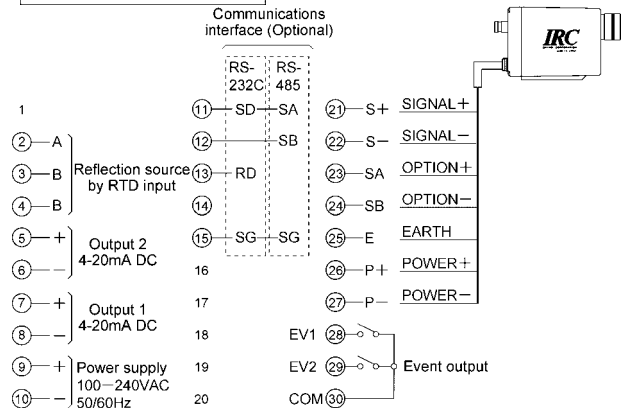 Communications
interface (Optional)
RS-
232C
RS-
485
IRC
1
2 A
3 B
4 B
Reflection source
by RTD input
5 +
6 −
Output 2
4-20mA DC
7 +
8 −
Output 1
4-20mA DC
9 +
10 −
Power supply
100−240VAC
50/60Hz
11 SD SA
12 SB
13 RD
14
15 SG SG
16
17
18
19
20
21 S+ SIGNAL+
22 S− SIGNAL−
23 SA OPTION+
24 SB OPTION−
25 E EARTH
26 P+ POWER+
27 P− POWER−
EV1 28
EV2 29 Event output
COM 30